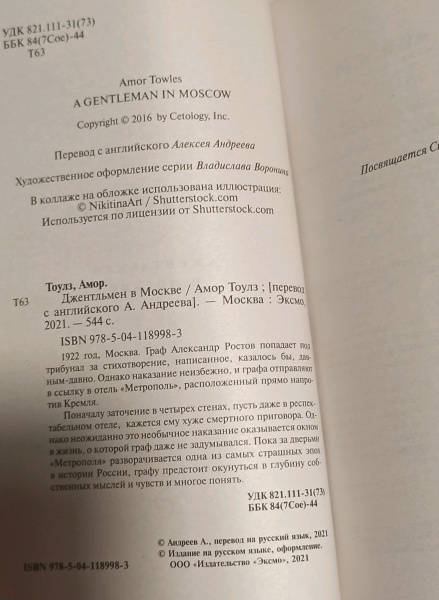 УДК 821.111-31(73)
ББК 84(7Сое)-44
Т63
Amor Towles
A GENTLEMAN IN MOSCOW
Copyright © 2016 by Cetology, Inc.
Перевод с английского Алексея Андреева
Художественное оформление серии Владислава Воронина
В коллаже на обложке использована иллюстрация:
© NikitinaArt / Shutterstock.com
Используется по лицензии от Shutterstock.com
Посвящается
Тоулз, Амор.
Т63 Джентльмен в Москве / Амор Тоулз ; [перевод
с английского А. Андреева]. — Москва : Эксмо,
2021. — 544 с.
ISBN 978-5-04-118998-3
1922 год, Москва. Граф Александр Ростов попадает под
трибунал за стихотворение, написанное, казалось бы, дав-
ным-давно. Однако наказание неизбежно, и графа отправляют
в ссылку в отель «Метрополь», расположенный прямо напро-
тив Кремля.
Поначалу заточение в четырех стенах, пусть даже в респек-
табельном отеле, кажется ему хуже смертного приговора. Од-
нако неожиданно это необычное наказание оказывается окном
в жизнь, о которой граф даже не задумывался. Пока за дверьми
«Метрополя» разворачивается одна из самых страшных эпох
в истории России, графу предстоит окунуться в глубину соб-
ственных мыслей и чувств и многое понять.
УДК 821.111-31(73)
ББК 84(7Сое)-44
© Андреев А., перевод на русский язык, 2021
© Издание на русском языке, оформление.
ISBN 978-5-04-118998-3 ООО «Издательство «Эксмо», 2021